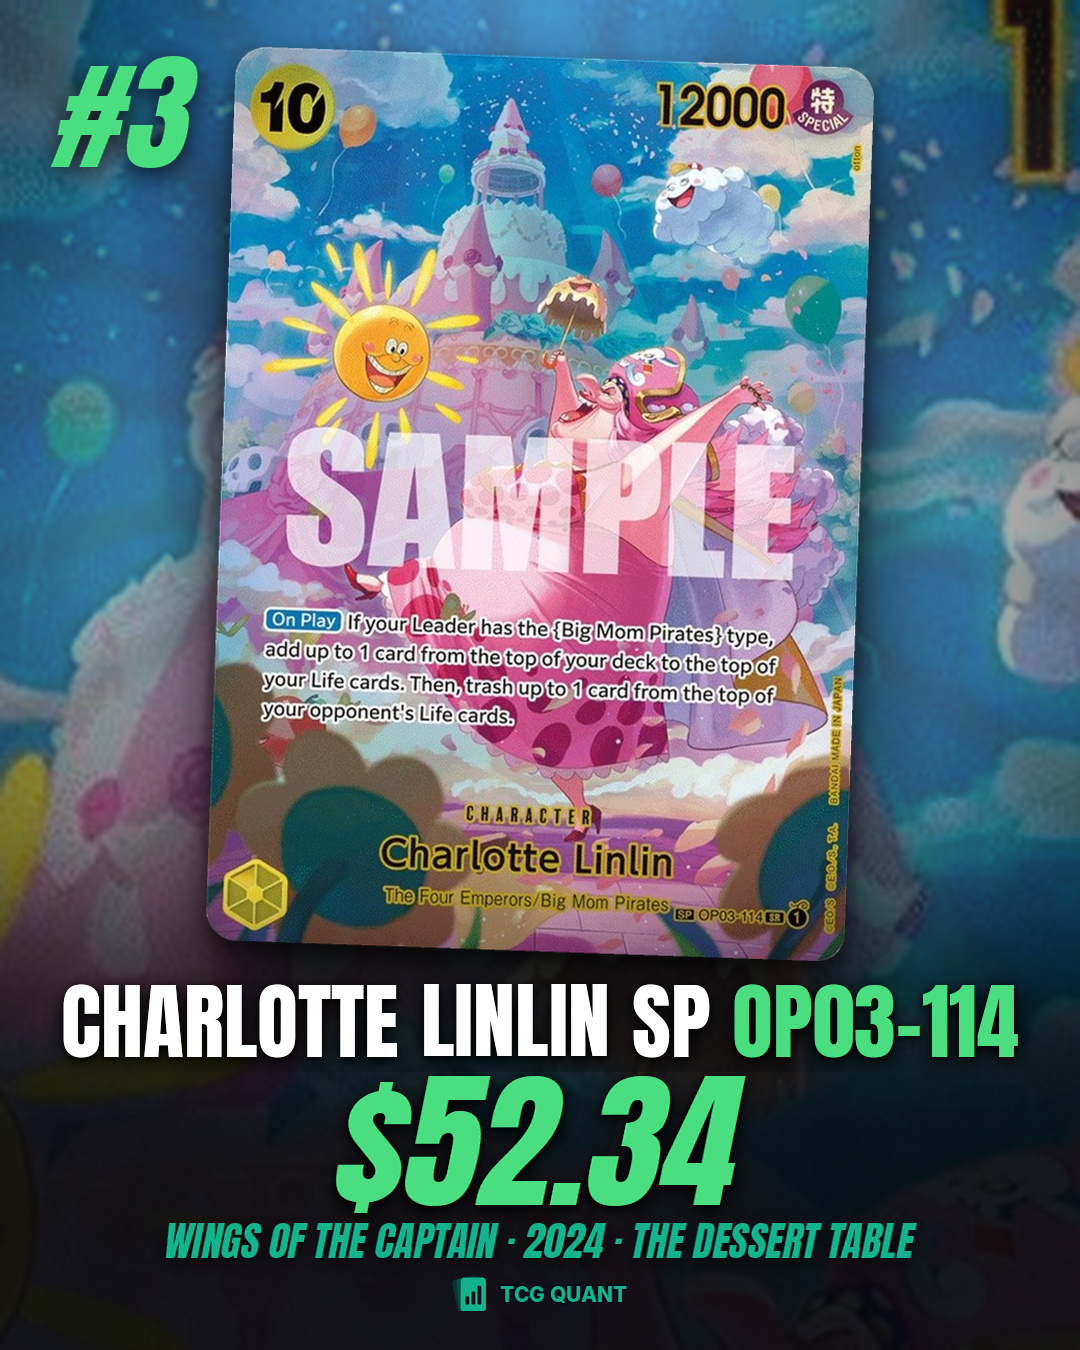 #3
10
12000
特
SPECIAL
otton
1
SAMPLE
On Play If your Leader has the {Big Mom Pirates} type,
add up to 1 card from the top of your deck to the top of
your Life cards. Then, trash up to 1 card from the top of
your opponent's Life cards.
BANDAI MADE IN JAPAN
CHARACTER
Charlotte Linlin
The Four Emperors/Big Mom Pirates
SP OP03-114 SR 1
CHARLOTTE LINLIN SP OP03-114
$52.34
WINGS OF THE CAPTAIN · 2024 · THE DESSERT TABLE
TCG QUANT